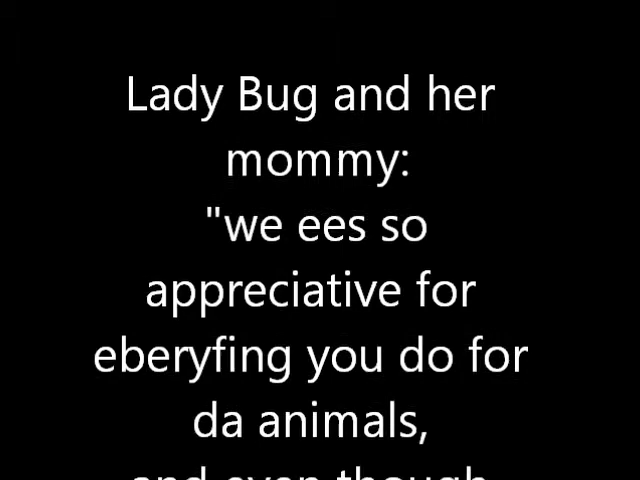 Lady Bug and her
mommy:
"we ees so
appreciative for
eberyfing you do for
da animals,
and even though